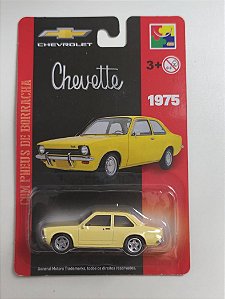 CHEVROLET
Chevette
3+
1975
COM PNEUS DE BORRACHA
General Motors Trademarks, todos os direitos reservados.